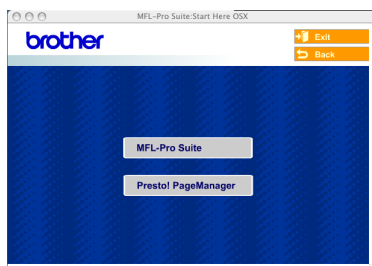 MFL-Pro Suite:Start Here OSX
brother
Exit
Back
MFL-Pro Suite
Presto! PageManager